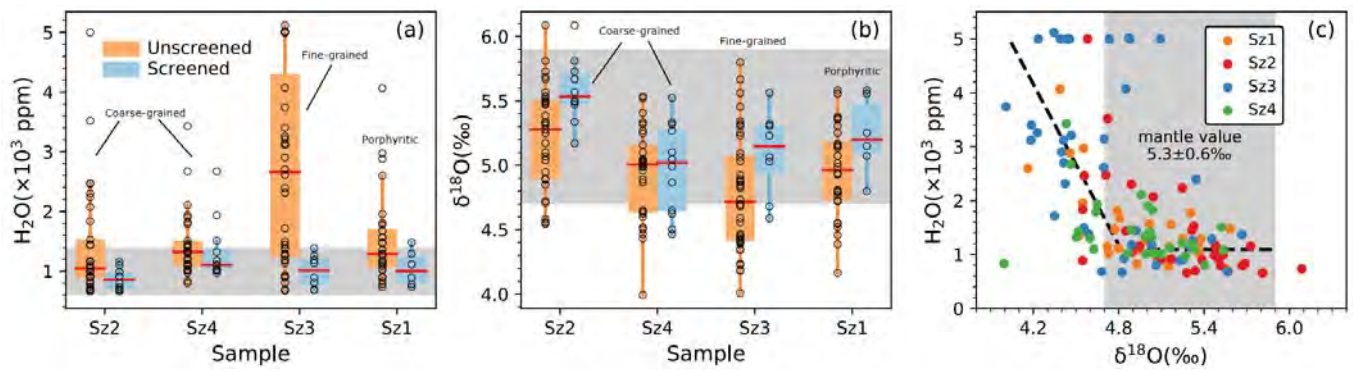 (a)
Unscreened
Screened
Coarse-grained
Fine-grained
Porphyritic
5
4
3
2
1
H₂O(×10³ ppm)
Sz2 Sz4 Sz3 Sz1
Sample
(b)
Coarse-grained
Fine-grained
Porphyritic
6.0
5.5
5.0
4.5
4.0
δ¹⁸O(‰)
Sz2 Sz4 Sz3 Sz1
Sample
(c)
Sz1
Sz2
Sz3
Sz4
mantle value
5.3±0.6‰
6
5
4
3
2
1
0
H₂O(×10³ ppm)
4.2 4.8 5.4 6.0
δ¹⁸O(‰)